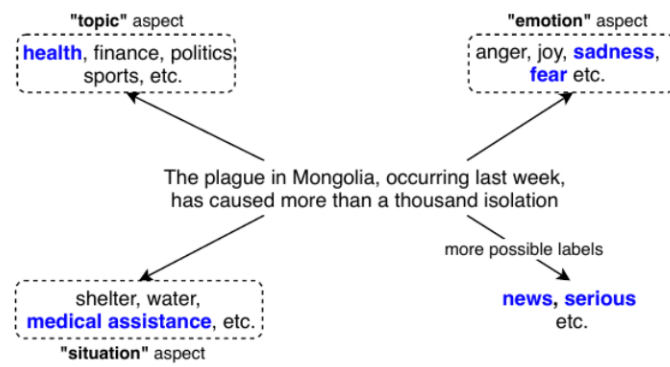 "topic" aspect
health, finance, politics,
sports, etc.
"emotion" aspect
anger, joy, sadness,
fear etc.
The plague in Mongolia, occurring last week,
has caused more than a thousand isolation
more possible labels
shelter, water,
medical assistance, etc.
"situation" aspect
news, serious
etc.